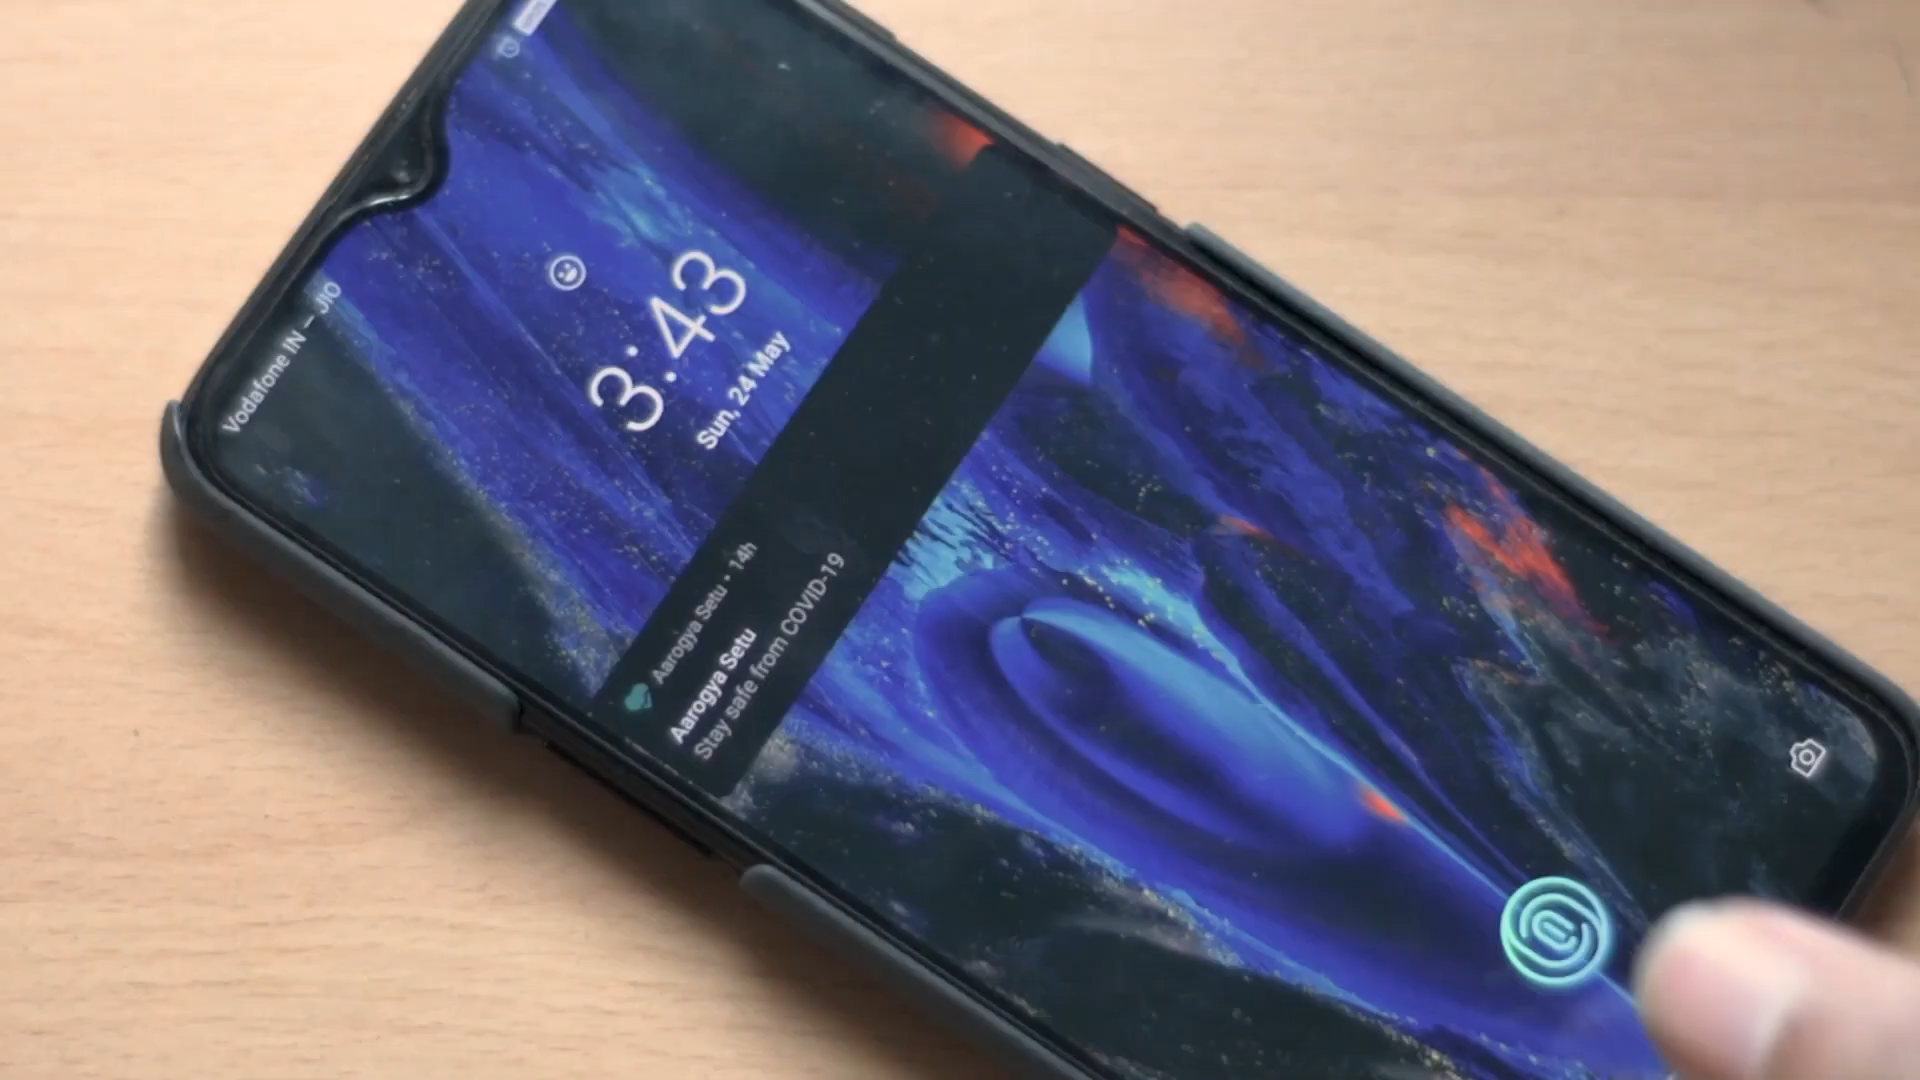 Vodafone IN — JIO
3:43
Sun, 24 May
Aarogya Setu • 14h
Aarogya Setu
Stay safe from COVID-19